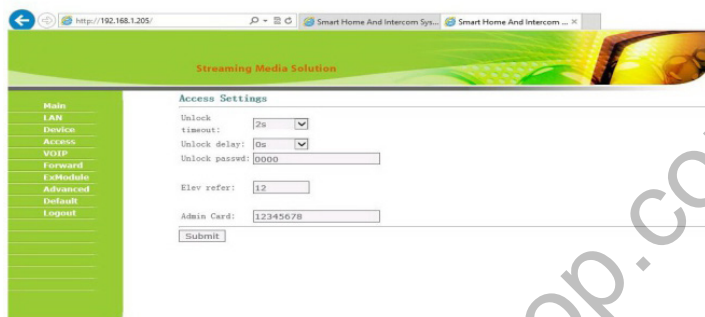 http://192.168.1.205/
Smart Home And Intercom Sys...
Smart Home And Intercom ...
Streaming Media Solution
Main
LAN
Device
Access
VOIP
Forward
ExModule
Advanced
Default
Logout
Access Settings
Unlock timeout: 2s
Unlock delay: 0s
Unlock passwd: 0000
Elev refer: 12
Admin Card: 12345678
Submit
op.co